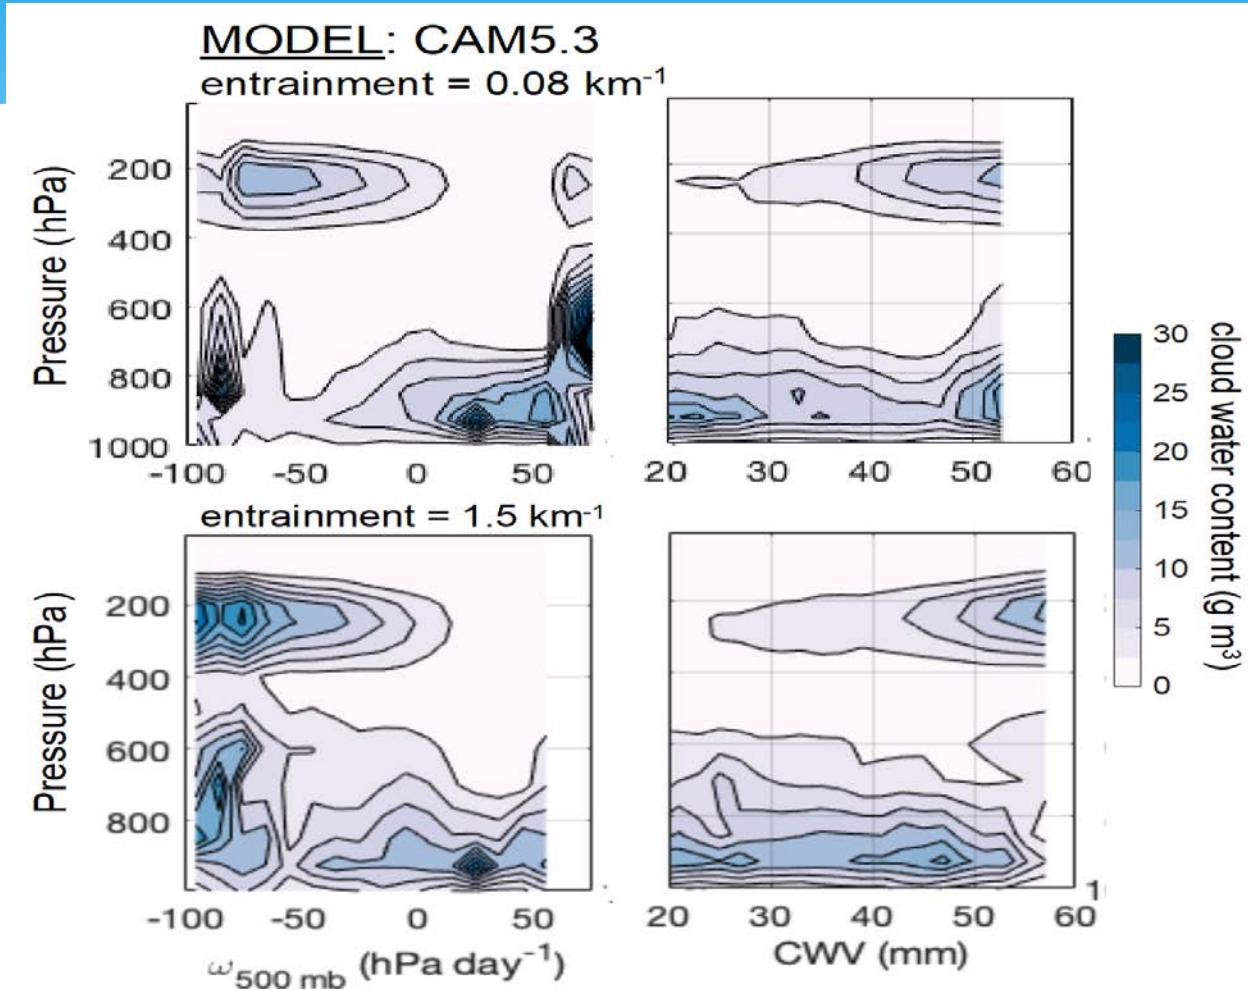 MODEL: CAM5.3
entrainment = 0.08 km-1
Pressure (hPa)
200
400
600
800
1000
-100 -50 0 50
20 30 40 50 60
entrainment = 1.5 km-1
Pressure (hPa)
200
400
600
800
-100 -50 0 50
ω500 mb (hPa day−1)
20 30 40 50 60
CWV (mm)
1
30
25
20
15
10
5
0
cloud water content (g m3)